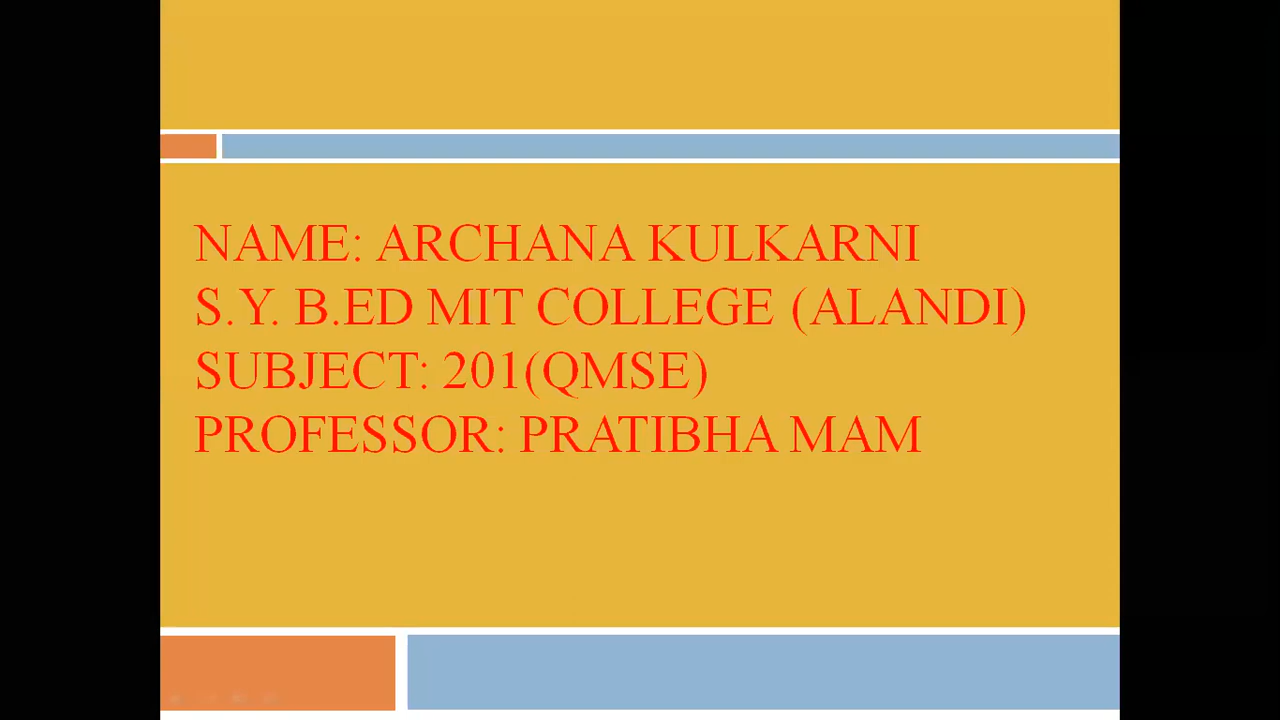 NAME: ARCHANA KULKARNI
S.Y. B.ED MIT COLLEGE (ALANDI)
SUBJECT: 201(QMSE)
PROFESSOR: PRATIBHA MAM